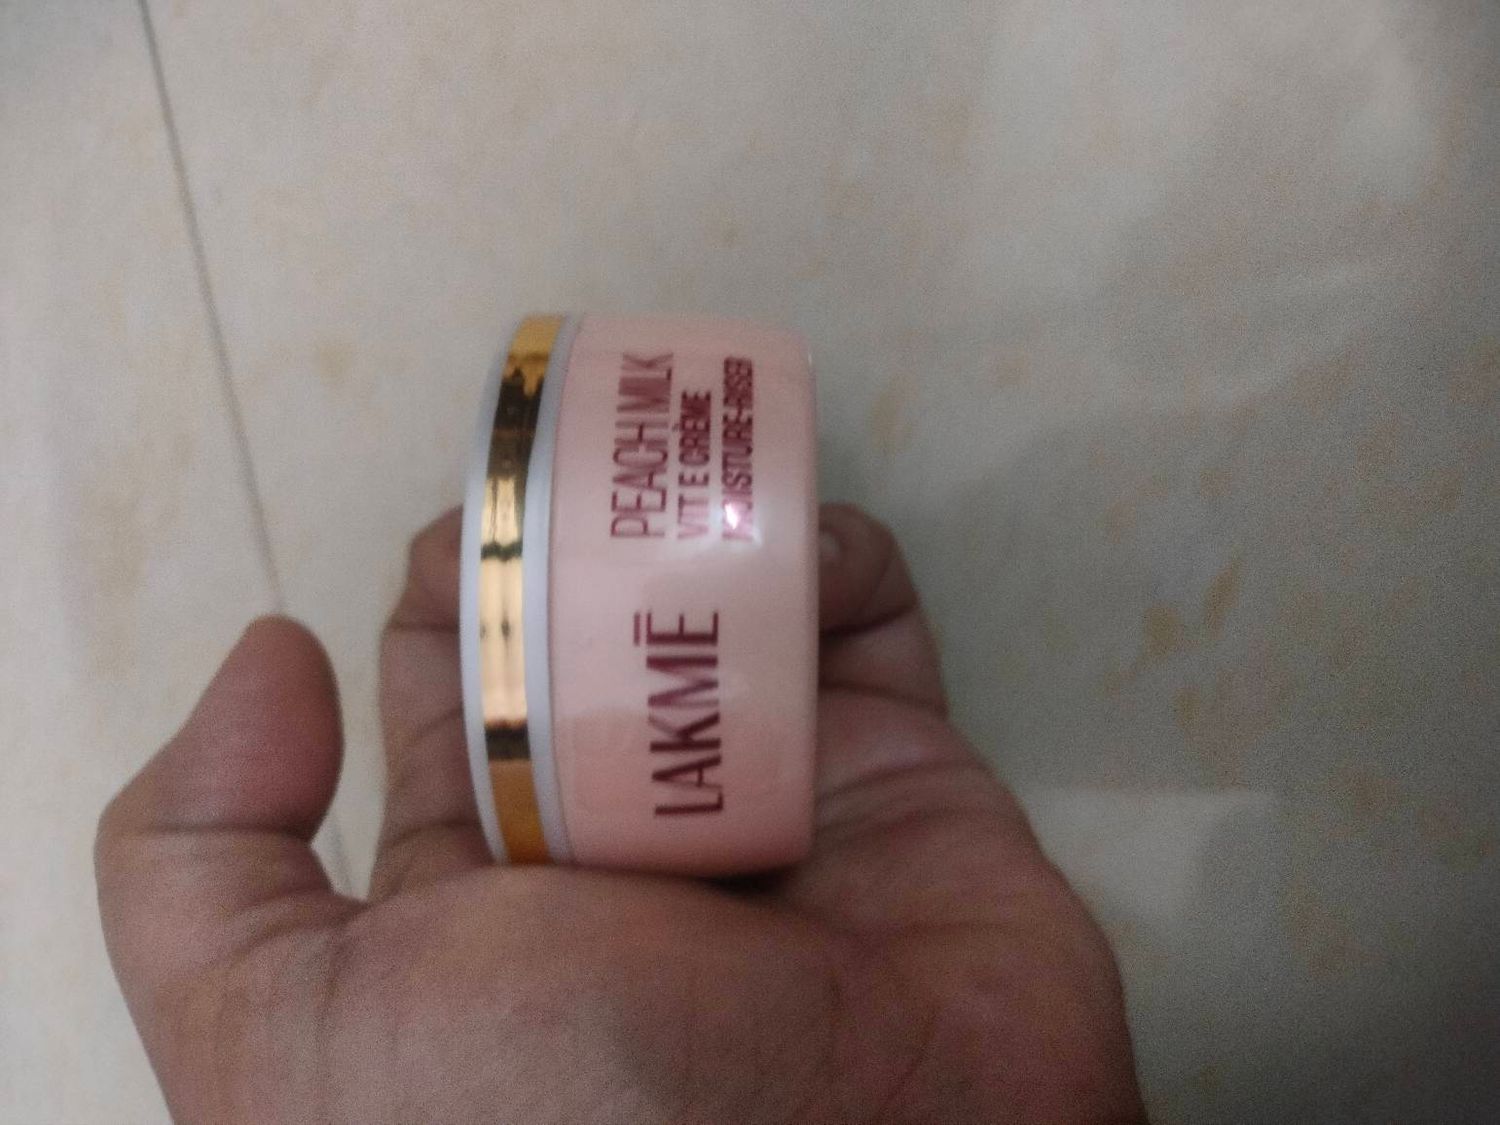 LAKMĒ
PEACH MILK
VIT E CRÈME
MOISTURE-RISER